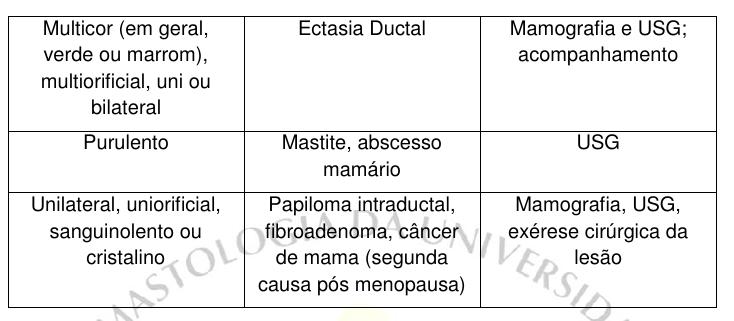 Multicor (em geral,
verde ou marrom),
multiorificial, uni ou
bilateral
Ectasia Ductal
Mamografia e USG;
acompanhamento
Purulento
Mastite, abscesso
mamário
USG
Unilateral, uniorificial,
sanguinolento ou
cristalino
Papiloma intraductal,
fibroadenoma, câncer
de mama (segunda
causa pós menopausa)
Mamografia, USG,
exérese cirúrgica da
lesão
MASTOLOGIA DA